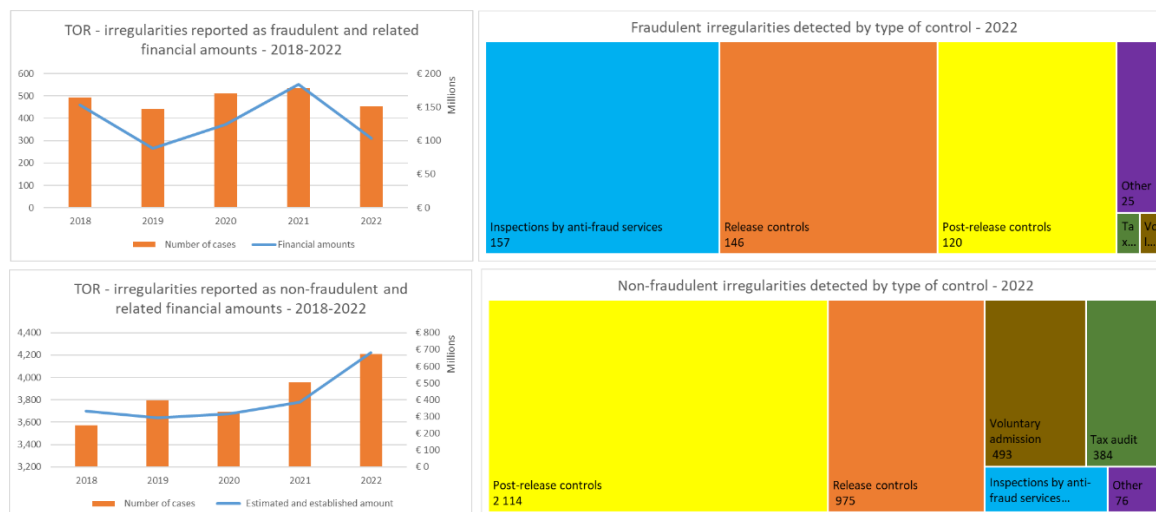 TOR - irregularities reported as fraudulent and related
financial amounts - 2018-2022
600
500
400
300
200
100
0
€ 200
€ 150
€ 100
€ 50
€ 0
Millions
2018
2019
2020
2021
2022
Number of cases
Financial amounts
Fraudulent irregularities detected by type of control - 2022
Inspections by anti-fraud services
157
Release controls
146
Post-release controls
120
Other
25
Ta
x...
Vo
l...
TOR - irregularities reported as non-fraudulent and
related financial amounts - 2018-2022
4,400
4,200
4,000
3,800
3,600
3,400
3,200
€ 800
€ 700
€ 600
€ 500
€ 400
€ 300
€ 200
€ 100
€ 0
Millions
2018
2019
2020
2021
2022
Number of cases
Estimated and established amount
Non-fraudulent irregularities detected by type of control - 2022
Post-release controls
2 114
Release controls
975
Voluntary
admission
493
Tax audit
384
Inspections by anti-
fraud services...
Other
76